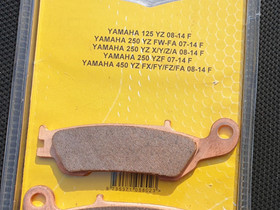 YAMAHA 125 YZ 08-14 F
YAMAHA 250 YZ FW-FA 07-14 F
YAMAHA 250 YZ X/Y/Z/A 08-14 F
YAMAHA 250 YZF 07-14 F
YAMAHA 450 YZ FX/FY/FZ/FA 08-14 F